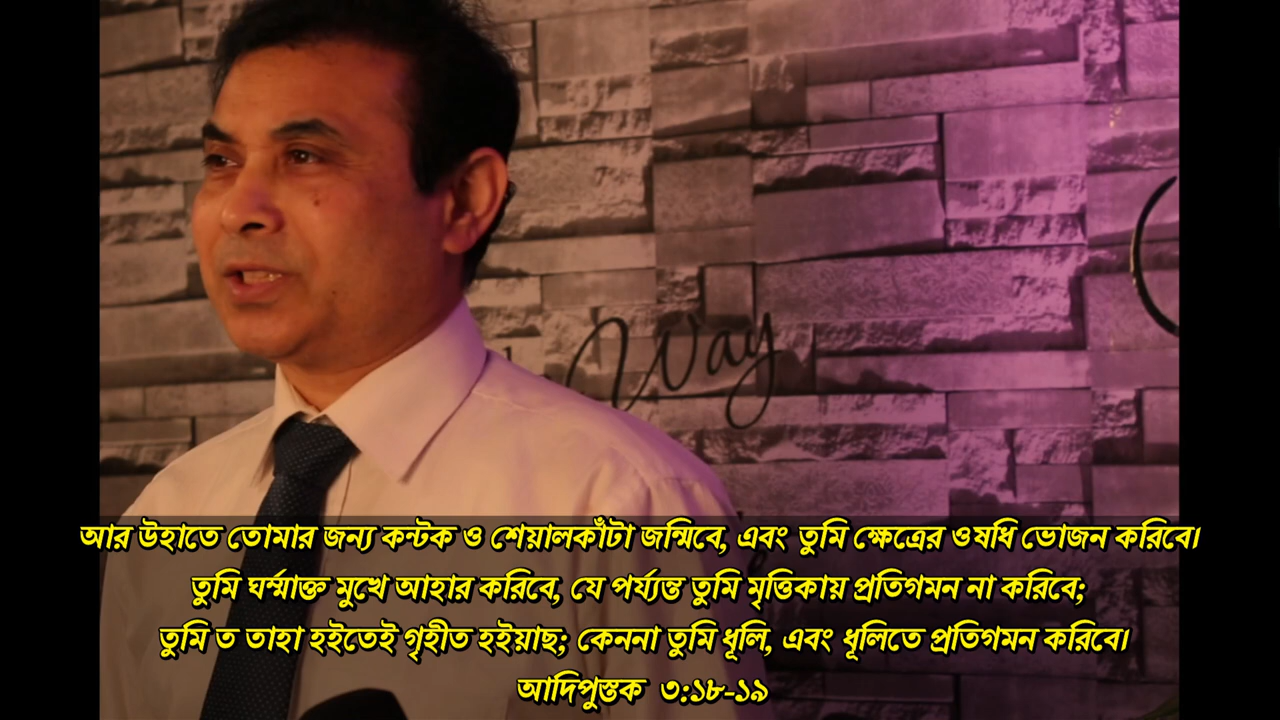 Way
আর উহাতে তোমার জন্য কন্টক ও শেয়ালকাঁটা জন্মিবে, এবং তুমি ক্ষেত্রের ওষধি ভোজন করিবে।
তুমি ঘর্ম্মাক্ত মুখে আহার করিবে, যে পর্য্যন্ত তুমি মৃত্তিকায় প্রতিগমন না করিবে;
তুমি ত তাহা হইতেই গৃহীত হইয়াছ; কেননা তুমি ধূলি, এবং ধূলিতে প্রতিগমন করিবে।
আদিপুস্তক ৩:১৮-১৯